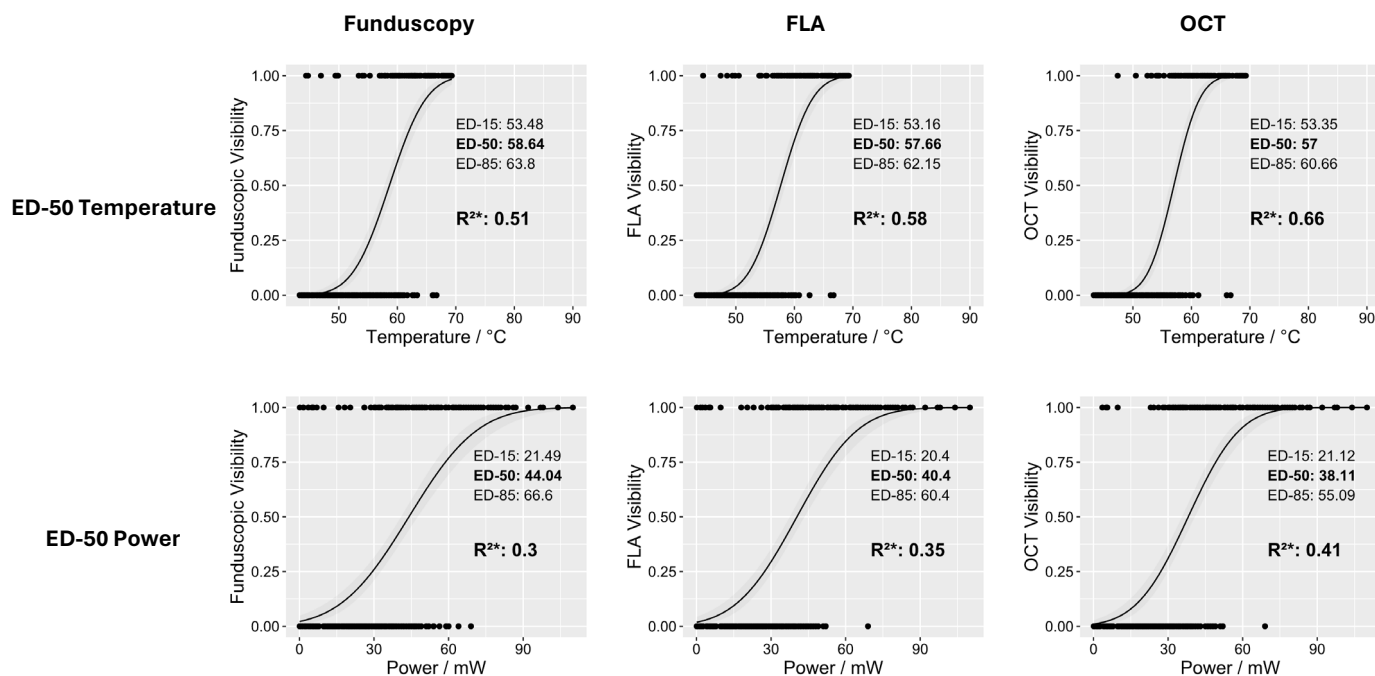 Funduscopy
FLA
OCT
ED-50 Temperature
Funduscopic Visibility
1.00
0.75
0.50
0.25
0.00
ED-15: 53.48
ED-50: 58.64
ED-85: 63.8
R²*: 0.51
50 60 70 80 90
Temperature / °C
FLA Visibility
1.00
0.75
0.50
0.25
0.00
ED-15: 53.16
ED-50: 57.66
ED-85: 62.15
R²*: 0.58
50 60 70 80 90
Temperature / °C
OCT Visibility
1.00
0.75
0.50
0.25
0.00
ED-15: 53.35
ED-50: 57
ED-85: 60.66
R²*: 0.66
50 60 70 80 90
Temperature / °C
ED-50 Power
Funduscopic Visibility
1.00
0.75
0.50
0.25
0.00
ED-15: 21.49
ED-50: 44.04
ED-85: 66.6
R²*: 0.3
0 30 60 90
Power / mW
FLA Visibility
1.00
0.75
0.50
0.25
0.00
ED-15: 20.4
ED-50: 40.4
ED-85: 60.4
R²*: 0.35
0 30 60 90
Power / mW
OCT Visibility
1.00
0.75
0.50
0.25
0.00
ED-15: 21.12
ED-50: 38.11
ED-85: 55.09
R²*: 0.41
0 30 60 90
Power / mW